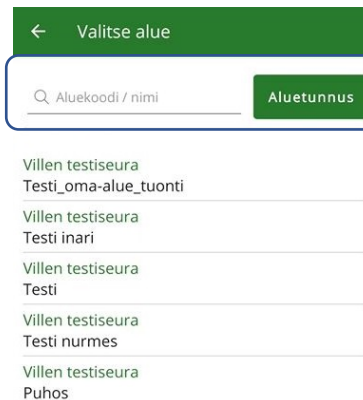 Valitse alue
Aluekoodi / nimi
Aluetunnus
Villen testiseura
Testi_oma-alue_tuonti
Villen testiseura
Testi inari
Villen testiseura
Testi
Villen testiseura
Testi nurmes
Villen testiseura
Puhos